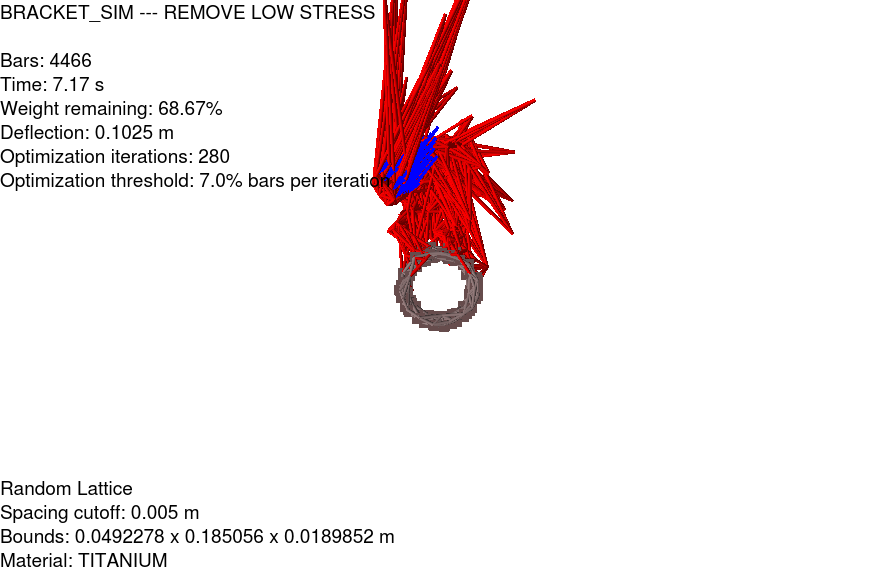 BRACKET_SIM --- REMOVE LOW STRESS
Bars: 4466
Time: 7.17 s
Weight remaining: 68.67%
Deflection: 0.1025 m
Optimization iterations: 280
Optimization threshold: 7.0% bars per iteration
Random Lattice
Spacing cutoff: 0.005 m
Bounds: 0.0492278 x 0.185056 x 0.0189852 m
Material: TITANIUM